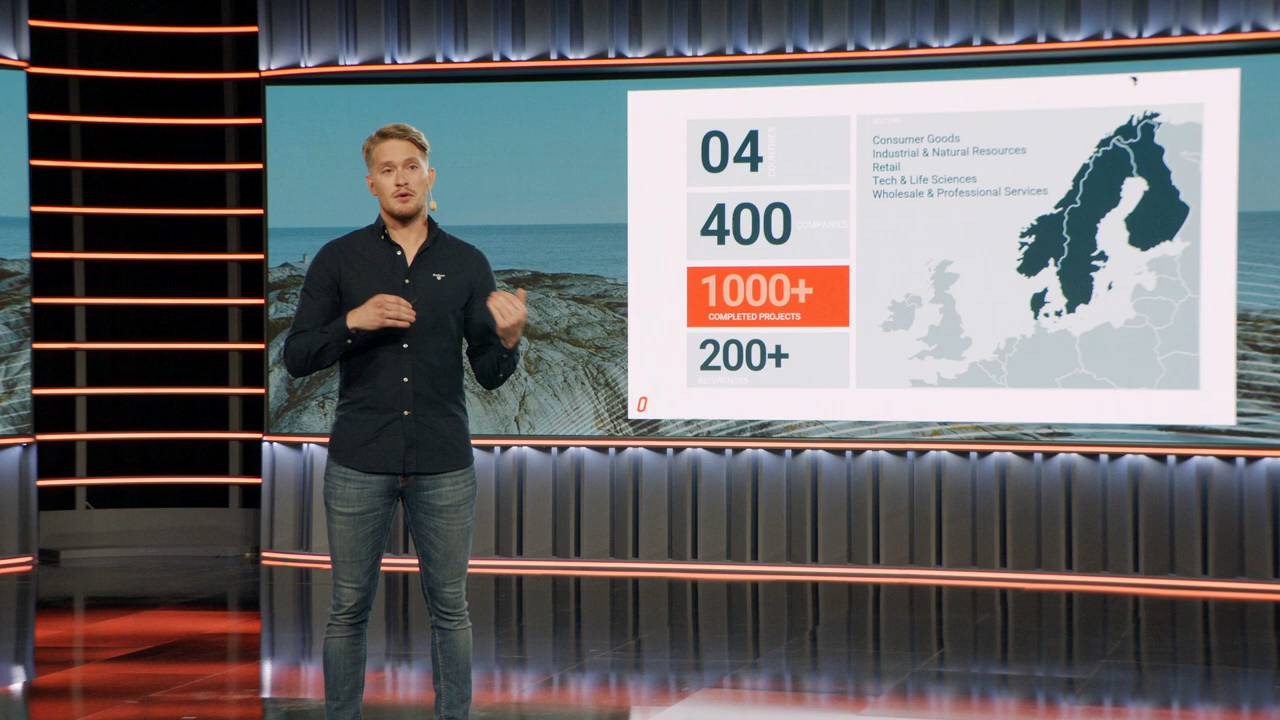 04
COUNTRIES
400
COMPANIES
1000+
COMPLETED PROJECTS
200+
Consumer Goods
Industrial & Natural Resources
Retail
Tech & Life Sciences
Wholesale & Professional Services